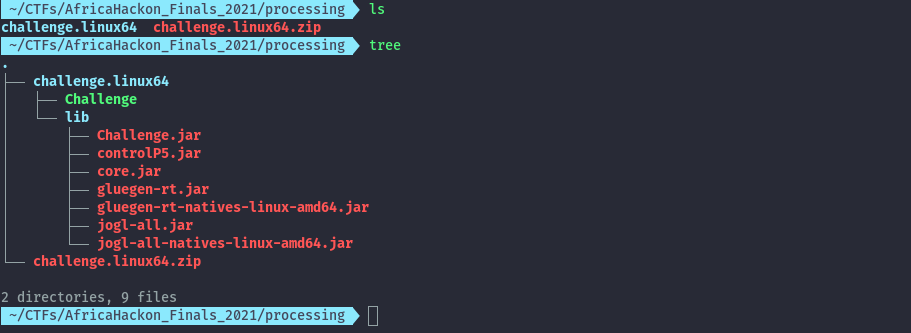 ~/CTFs/AfricaHackon_Finals_2021/processing ls
challenge.linux64 challenge.linux64.zip
~/CTFs/AfricaHackon_Finals_2021/processing tree
.
├── challenge.linux64
│   ├── Challenge
│   └── lib
│       ├── Challenge.jar
│       ├── controlP5.jar
│       ├── core.jar
│       ├── gluegen-rt.jar
│       ├── gluegen-rt-natives-linux-amd64.jar
│       ├── jogl-all.jar
│       └── jogl-all-natives-linux-amd64.jar
└── challenge.linux64.zip
2 directories, 9 files
~/CTFs/AfricaHackon_Finals_2021/processing